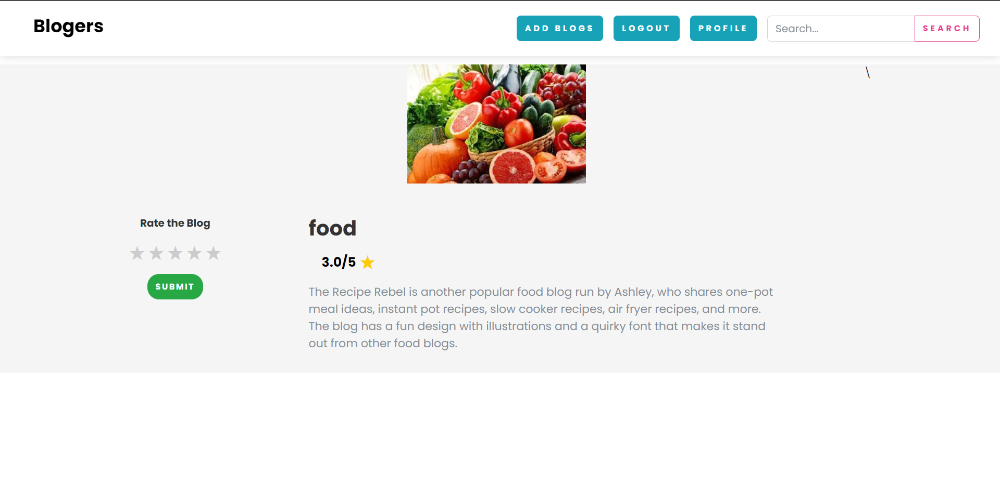 Blogers
ADD BLOGS
LOGOUT
PROFILE
Search...
SEARCH
\
Rate the Blog
★★★★★
SUBMIT
food
3.0/5 ★
The Recipe Rebel is another popular food blog run by Ashley, who shares one-pot
meal ideas, instant pot recipes, slow cooker recipes, air fryer recipes, and more.
The blog has a fun design with illustrations and a quirky font that makes it stand
out from other food blogs.